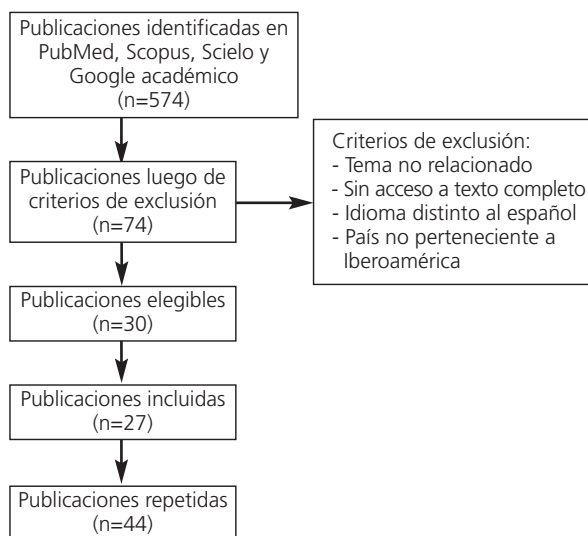 Publicaciones identificadas en
PubMed, Scopus, Scielo y
Google académico
(n=574)
Publicaciones luego de
criterios de exclusión
(n=74)
Criterios de exclusión:
- Tema no relacionado
- Sin acceso a texto completo
- Idioma distinto al español
- País no perteneciente a
Iberoamérica
Publicaciones elegibles
(n=30)
Publicaciones incluidas
(n=27)
Publicaciones repetidas
(n=44)